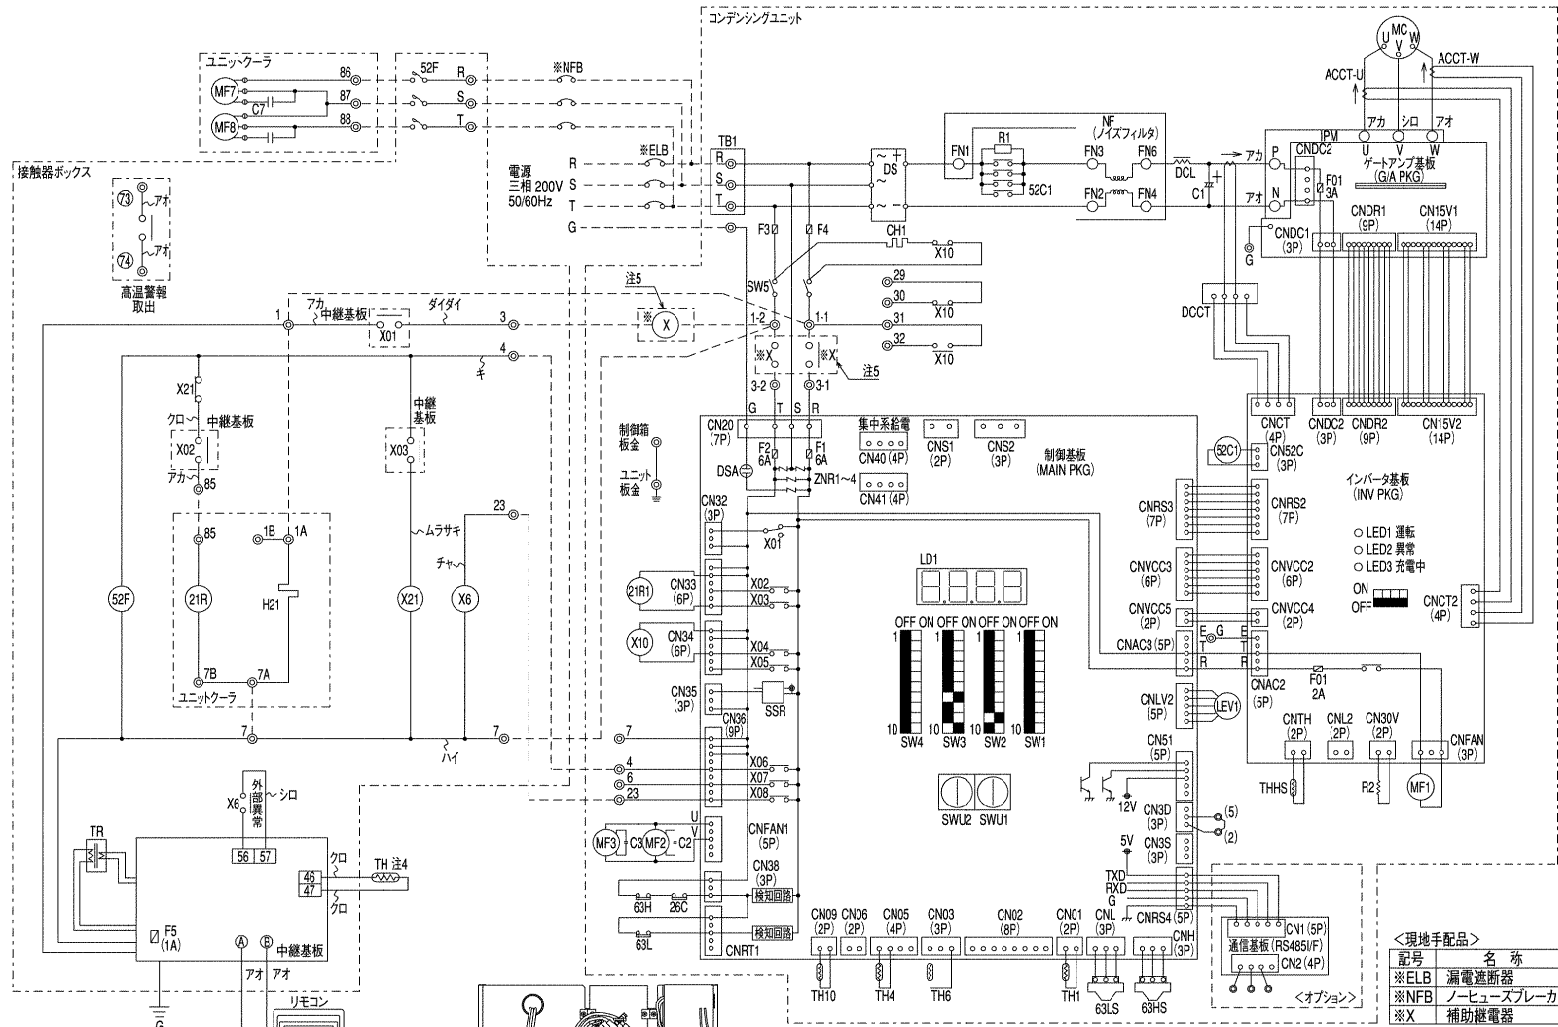 コンデンシングユニット
ユニットクーラ
MF7
MF8
C7
86
87
88
52F
R
S
T
※NFB
※ELB
電源
三相 200V
50/60Hz
R
S
T
G
TB1
R
S
T
DS
NF
(ノイズフィルタ)
FN1
R1
52C1
FN3
FN6
FN2
FN4
DCL
C1
アカ
アオ
P
N
MC
U
V
W
ACCT-U
ACCT-W
アカ
シロ
アオ
IPM
U
V
W
CNDC2
ゲートアンプ基板
(G/A PKG)
F01
3A
CNDC1
(3P)
CNDR1
(9P)
CN15V1
(14P)
G
接触器ボックス
73
アオ
アオ
74
高温警報
取出
F3
F4
CH1
X10
SW5
29
30
X10
31
32
X10
DCCT
注5
※
X
1-2
1-1
※X
※X
注5
3-2
3-1
1
アカ
中継基板
X01
ダイダイ
3
4
キ
X21
クロ
中継基板
X02
アカ
85
中継
基板
X03
85
1B
1A
ムラサキ
チャ
23
52F
21R
H21
X21
X6
7B
7A
ユニットクーラ
7
7
ハイ
7
4
6
23
制御箱
板金
ユニット
板金
G
T
S
R
CN20
(7P)
F2
6A
F1
6A
DSA
ZNR1~4
集中系給電
CN40 (4P)
CN41 (4P)
CNS1
(2P)
CNS2
(3P)
制御基板
(MAIN PKG)
CN32
(3P)
X01
21R1
CN33
(6P)
X02
X03
X10
CN34
(6P)
X04
X05
CN35
(3P)
SSR
CN36
(9P)
X06
X07
X08
U
V
CNFAN1
(5P)
MF3
C3
MF2
C2
CN38
(3P)
63H
26C
検知回路
63L
検知回路
CNRT1
LD1
OFF ON
OFF ON
OFF ON
OFF ON
1
1
1
1
10
10
10
10
SW4
SW3
SW2
SW1
SWU2
SWU1
CNCT
(4P)
CNDC2
(3P)
CNDR2
(9P)
CN15V2
(14P)
52C1
CN52C
(3P)
インバータ基板
(INV PKG)
CNRS3
(7P)
CNRS2
LED1 運転
LED2 異常
LED3 充電中
ON
OFF
CNVCC3
(6P)
CNVCC2
(6P)
CNVCC5
(2P)
CNVCC4
(2P)
CNCT2
(4P)
CNAC3 (5P)
E
G
E
T
T
R
R
CNAC2
(5P)
F01
2A
CNLV2
(5P)
LEV1
CNTH
(2P)
CNL2
(2P)
CN30V
(2P)
CNFAN
(3P)
THHS
R2
MF1
CN51
(5P)
12V
CN3D
(3P)
(5)
(2)
CN3S
(3P)
5V
TXD
RXD
G
CNRS4 (5P)
CN1 (5P)
通信基板 (RS485I/F)
CN2 (4P)
<オプション>
CN09
(2P)
CN06
(2P)
CN05
(4P)
CN03
(3P)
CN02
(8P)
CN01
(2P)
CNL
(3P)
CNH
(3P)
TH10
TH4
TH6
TH1
63LS
63HS
X6
外部異常
シロ
TR
56
57
46
47
クロ
クロ
TH 注4
F5
(1A)
A
B
中継基板
アオ
アオ
リモコン
G
<現地手配品>
記号
名 称
※ELB
漏電遮断器
※NFB
ノーヒューズブレーカ
※X
補助継電器